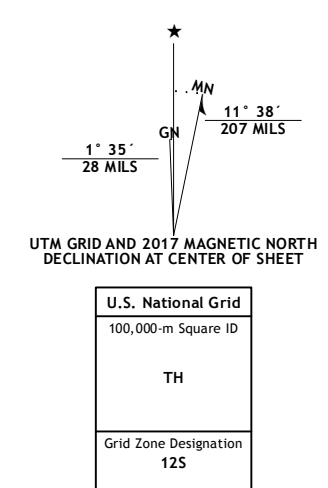 ★
MN
GN
11° 38´
207 MILS
1° 35´
28 MILS
UTM GRID AND 2017 MAGNETIC NORTH
DECLINATION AT CENTER OF SHEET
U.S. National Grid
100,000-m Square ID
TH
Grid Zone Designation
12S